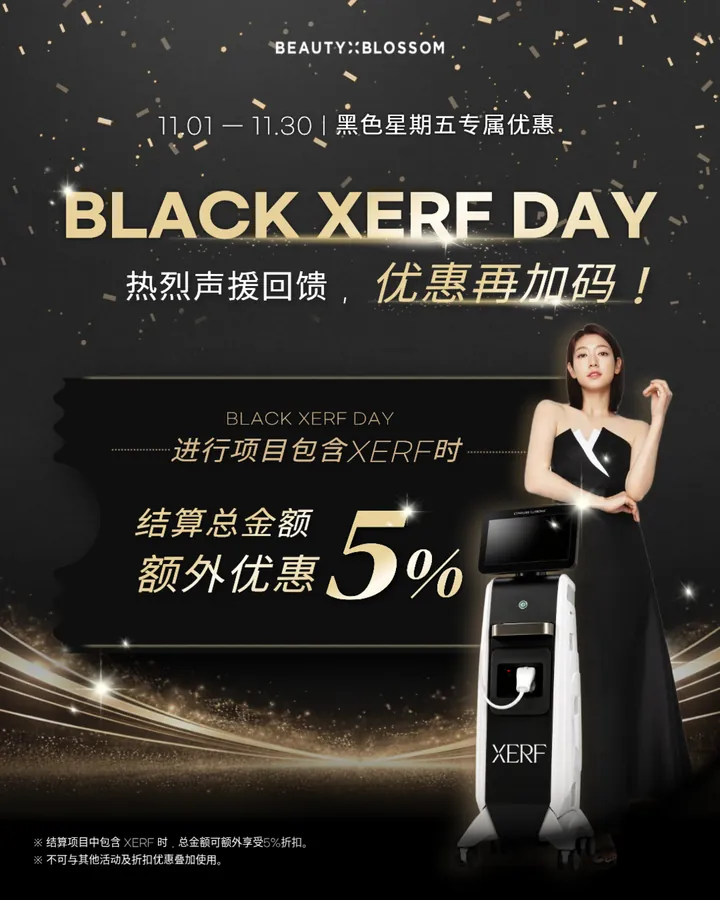 BEAUTY BLOSSOM
11.01 — 11.30 | 黑色星期五专属优惠
BLACK XERF DAY
热烈声援回馈，优惠再加码！
BLACK XERF DAY
进行项目包含XERF时
结算总金额
额外优惠 5%
XERF
※ 结算项目中包含 XERF 时，总金额可额外享受5%折扣。
※ 不可与其他活动及折扣优惠叠加使用。